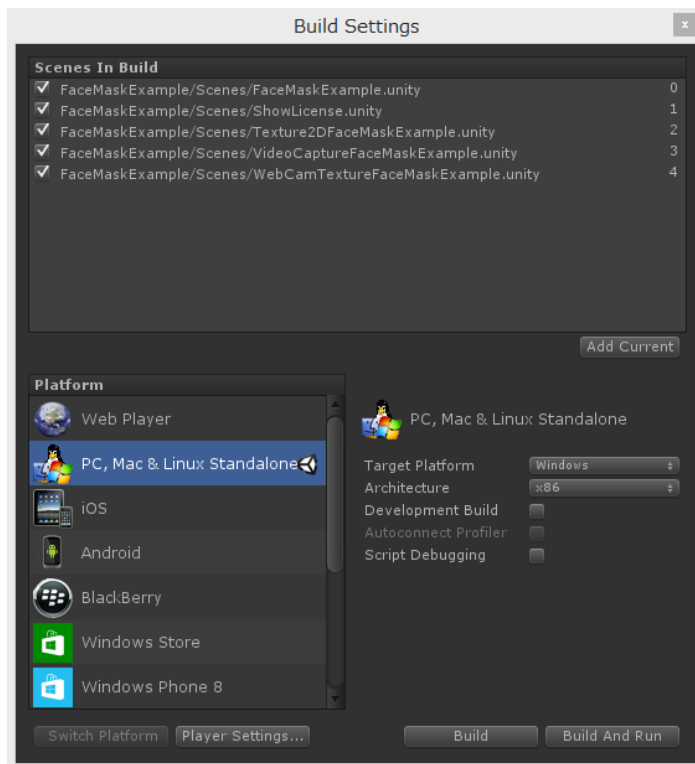 Build Settings
x
Scenes In Build
FaceMaskExample/Scenes/FaceMaskExample.unity 0
FaceMaskExample/Scenes/ShowLicense.unity 1
FaceMaskExample/Scenes/Texture2DFaceMaskExample.unity 2
FaceMaskExample/Scenes/VideoCaptureFaceMaskExample.unity 3
FaceMaskExample/Scenes/WebCamTextureFaceMaskExample.unity 4
Add Current
Platform
Web Player
PC, Mac & Linux Standalone
iOS
Android
BlackBerry
Windows Store
Windows Phone 8
PC, Mac & Linux Standalone
Target Platform Windows
Architecture x86
Development Build
Autoconnect Profiler
Script Debugging
Switch Platform
Player Settings...
Build
Build And Run